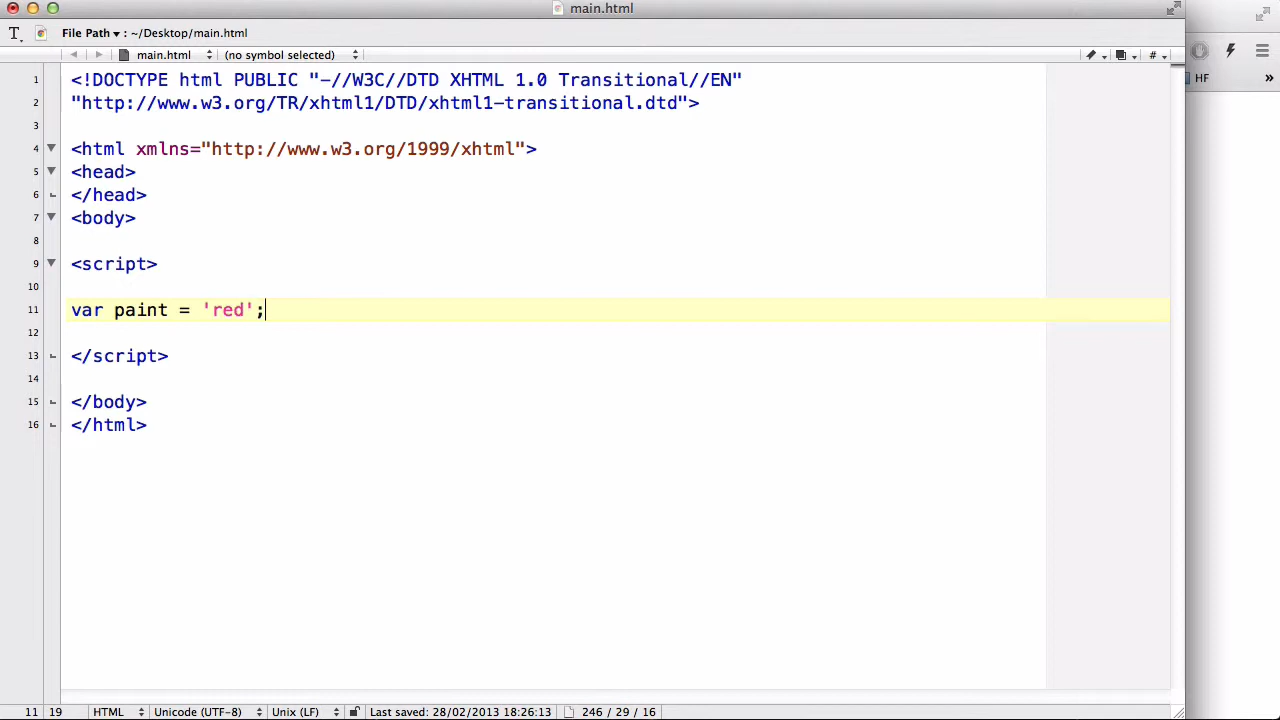 main.html
File Path ▾ : ~/Desktop/main.html
main.html (no symbol selected) #
HF »
1 <!DOCTYPE html PUBLIC "-//W3C//DTD XHTML 1.0 Transitional//EN"
2 "http://www.w3.org/TR/xhtml1/DTD/xhtml1-transitional.dtd">
3
4 <html xmlns="http://www.w3.org/1999/xhtml">
5 <head>
6 </head>
7 <body>
8
9 <script>
10
11 var paint = 'red';
12
13 </script>
14
15 </body>
16 </html>
11 19 HTML Unicode (UTF-8) Unix (LF) Last saved: 28/02/2013 18:26:13 246 / 29 / 16